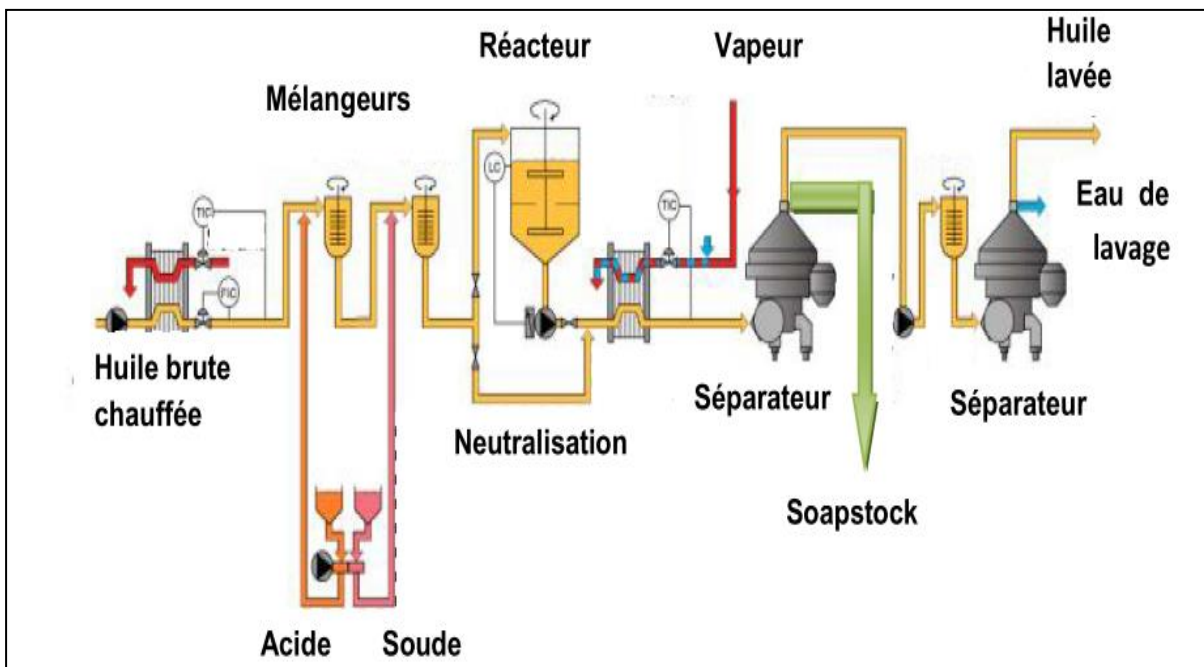 Réacteur
Vapeur
Huile
lavée
Mélangeurs
LC
TIC
TIC
FIC
Eau de
lavage
Huile brute
chauffée
Séparateur
Séparateur
Neutralisation
Soapstock
Acide
Soude